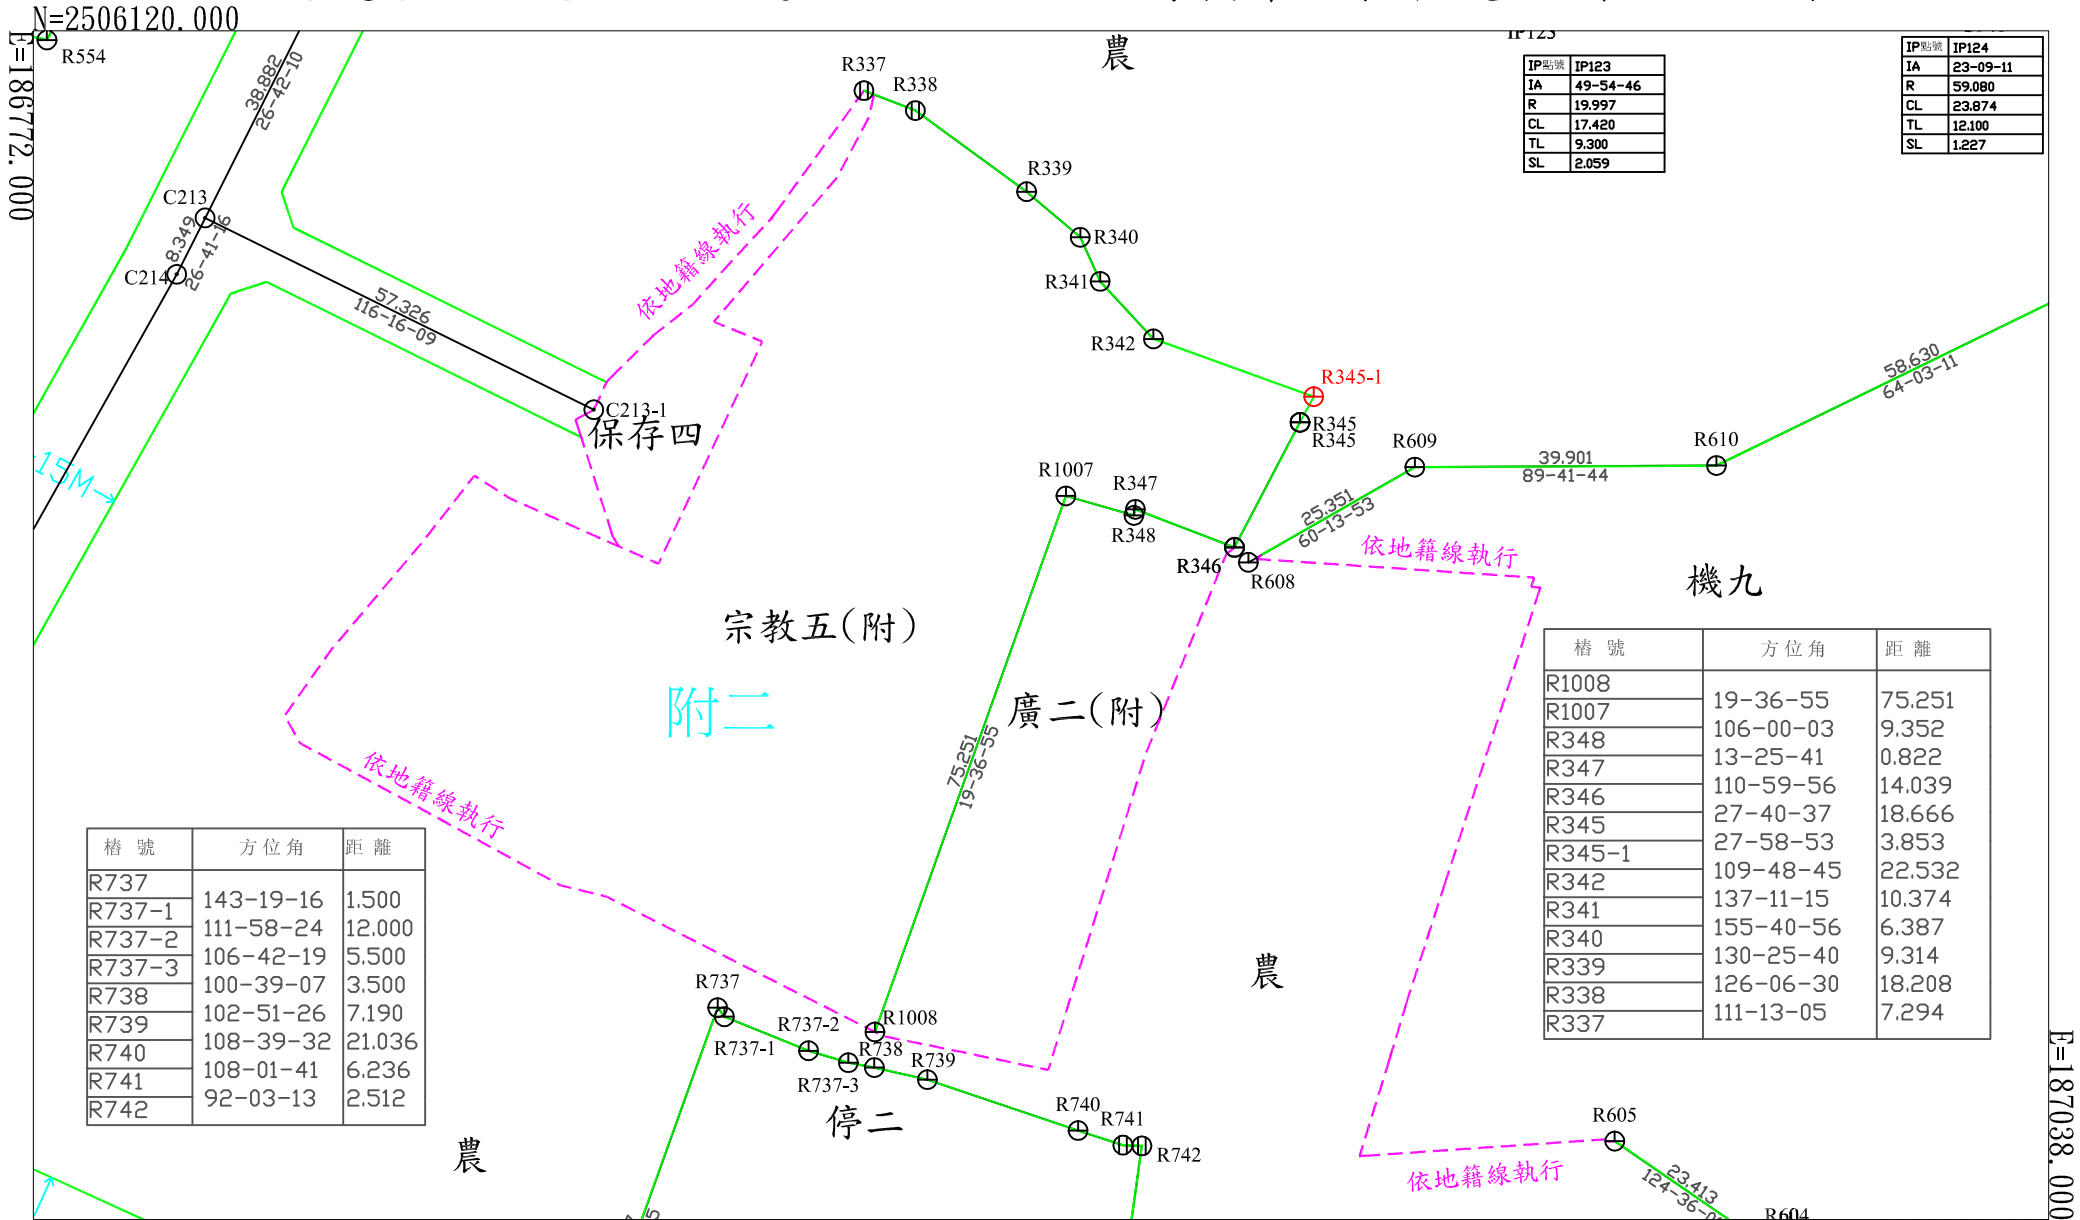 N=2506120.000
E=186772.000
R554
38.882
26-42-10
C213
8.349
26-41-16
C214
57.326
116-16-09
C213-1
保存四
15M
R337
R338
農
R339
R340
R341
R342
R345-1
R345
R345
依地籍線執行
IP123
IP點號 IP123
IA 49-54-46
R 19.997
CL 17.420
TL 9.300
SL 2.059
IP點號 IP124
IA 23-09-11
R 59.080
CL 23.874
TL 12.100
SL 1.227
58.630
64-03-11
R609
39.901
89-41-44
R610
25.351
60-13-53
R1007
R347
R348
R346
R608
依地籍線執行
機九
宗教五(附)
附二
廣二(附)
75.251
19-36-55
依地籍線執行
樁號 方位角 距離
R1008
19-36-55 75.251
R1007
106-00-03 9.352
R348
13-25-41 0.822
R347
110-59-56 14.039
R346
27-40-37 18.666
R345
27-58-53 3.853
R345-1
109-48-45 22.532
R342
137-11-15 10.374
R341
155-40-56 6.387
R340
130-25-40 9.314
R339
126-06-30 18.208
R338
111-13-05 7.294
R337
樁號 方位角 距離
R737
143-19-16 1.500
R737-1
111-58-24 12.000
R737-2
106-42-19 5.500
R737-3
100-39-07 3.500
R738
102-51-26 7.190
R739
108-39-32 21.036
R740
108-01-41 6.236
R741
92-03-13 2.512
R742
農
R737
R737-1
R737-2
R737-3
R1008
R738
R739
R740
R741
R742
停二
農
R605
依地籍線執行
23.413
124-36-0
R604
E=187038.000